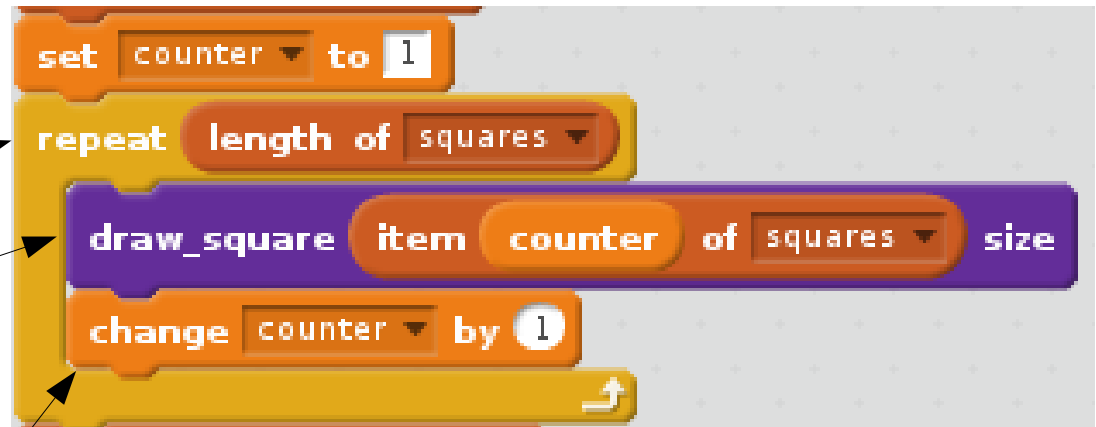 set counter to 1
repeat length of squares
draw_square item counter of squares size
change counter by 1